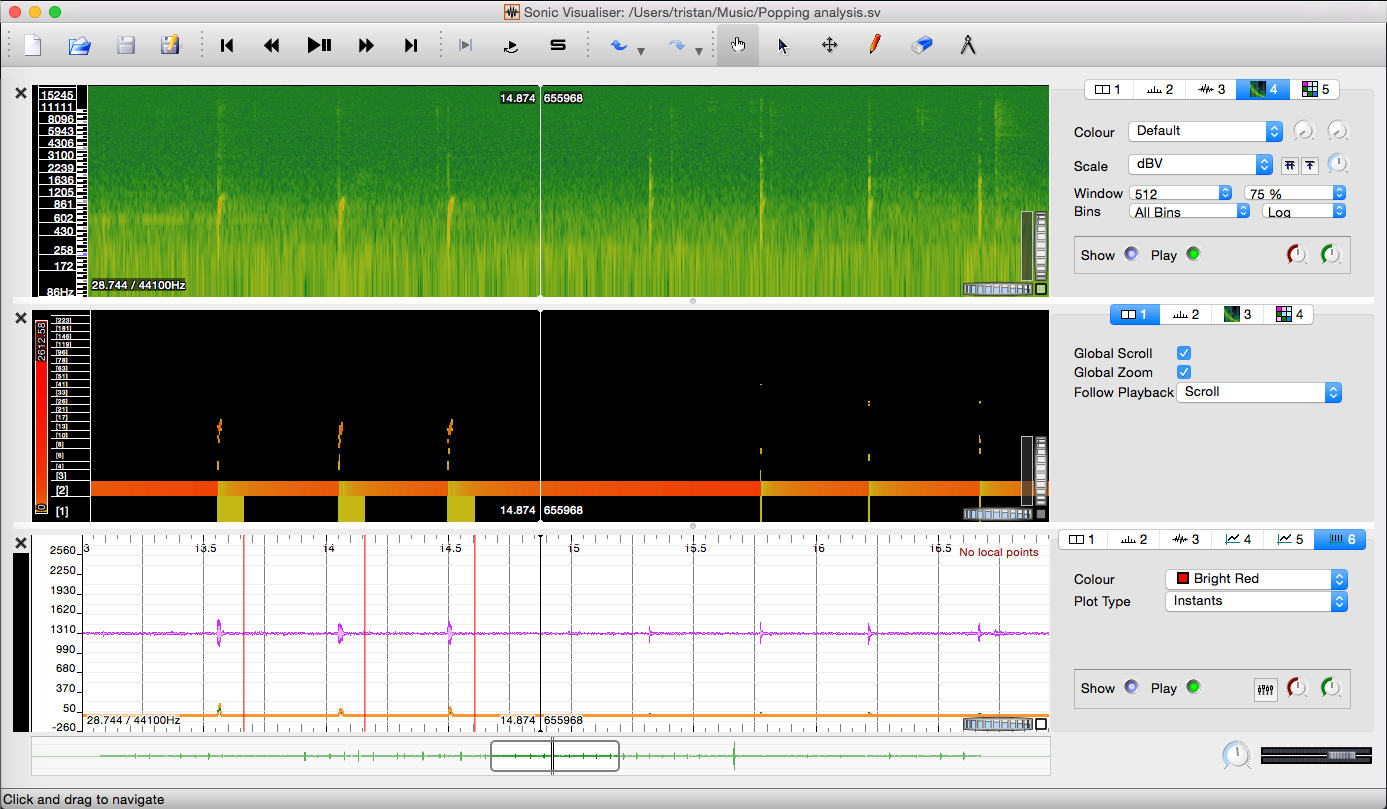 Sonic Visualiser: /Users/tristan/Music/Popping analysis.sv
1 2 3 4 5
15245
11111
8096
5943
4306
3100
2239
1636
1205
861
602
430
258
172
86Hz
14.874 655968
28.744 / 44100Hz
Colour Default
Scale dBV
Window 512 75 %
Bins All Bins Log
Show Play
1 2 3 4
2612.58
0
[223]
[181]
[146]
[119]
[96]
[78]
[63]
[51]
[41]
[33]
[26]
[21]
[17]
[13]
[10]
[8]
[6]
[4]
[3]
[2]
[1]
14.874 655968
Global Scroll
Global Zoom
Follow Playback Scroll
1 2 3 4 5 6
3 13.5 14 14.5 15 15.5 16 16.5
No local points
2560
2250
1930
1620
1310
990
680
370
50
-260
28.744 / 44100Hz
14.874 655968
Colour Bright Red
Plot Type Instants
Show Play
Click and drag to navigate